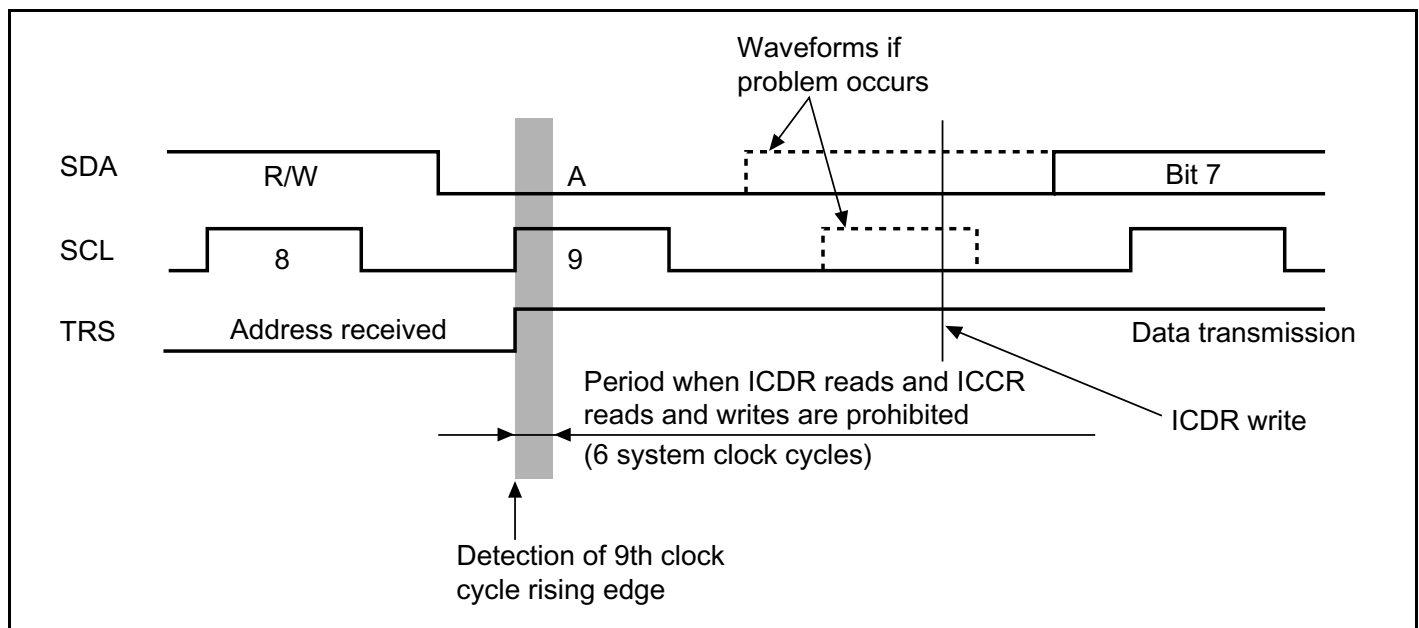 Waveforms if
problem occurs
SDA
R/W
A
Bit 7
SCL
8
9
TRS
Address received
Data transmission
Period when ICDR reads and ICCR
reads and writes are prohibited
(6 system clock cycles)
ICDR write
Detection of 9th clock
cycle rising edge